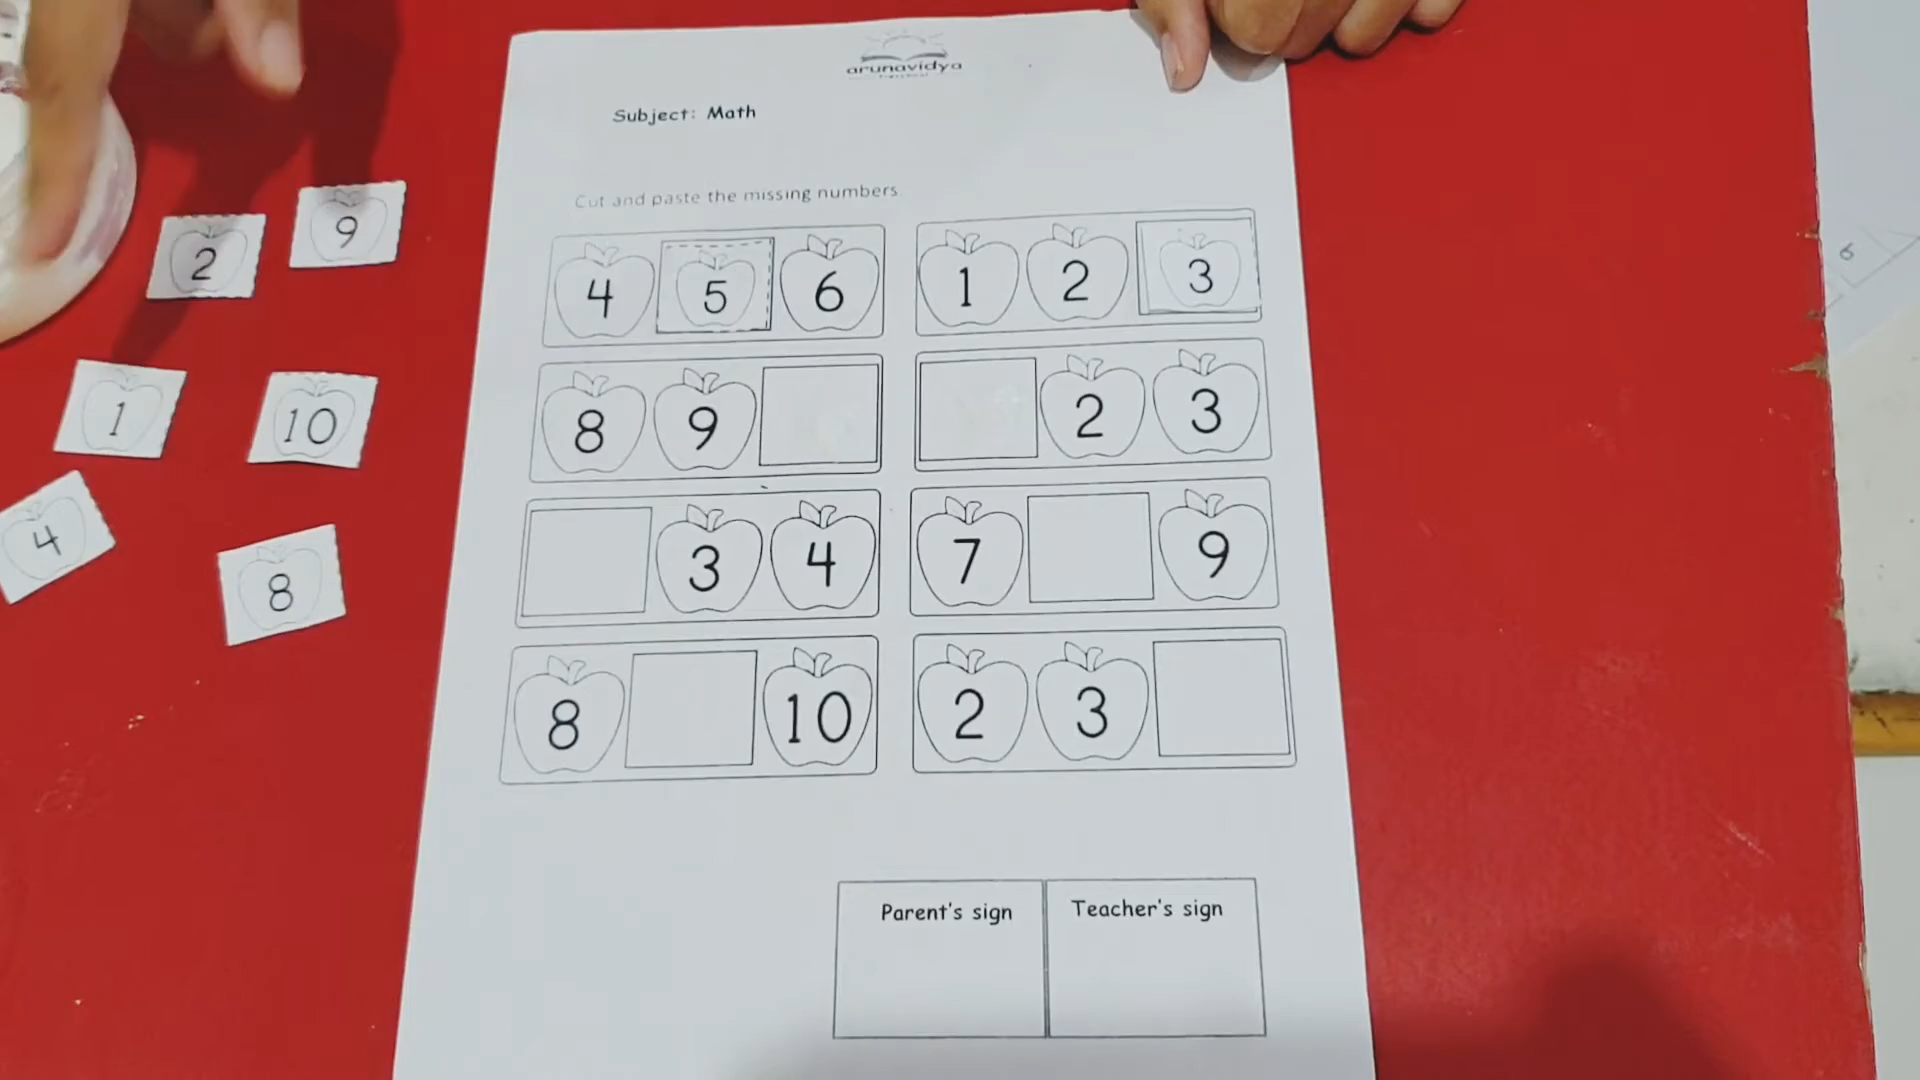 arunavidya
Subject: Math
Cut and paste the missing numbers.
4 5 6
1 2 3
8 9
2 3
3 4
7 9
8 10
2 3
Parent's sign
Teacher's sign
2
9
1
10
4
8